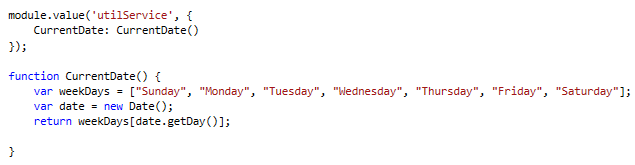 module.value('utilService', {
    CurrentDate: CurrentDate()
});

function CurrentDate() {
    var weekDays = ["Sunday", "Monday", "Tuesday", "Wednesday", "Thursday", "Friday", "Saturday"];
    var date = new Date();
    return weekDays[date.getDay()];

}